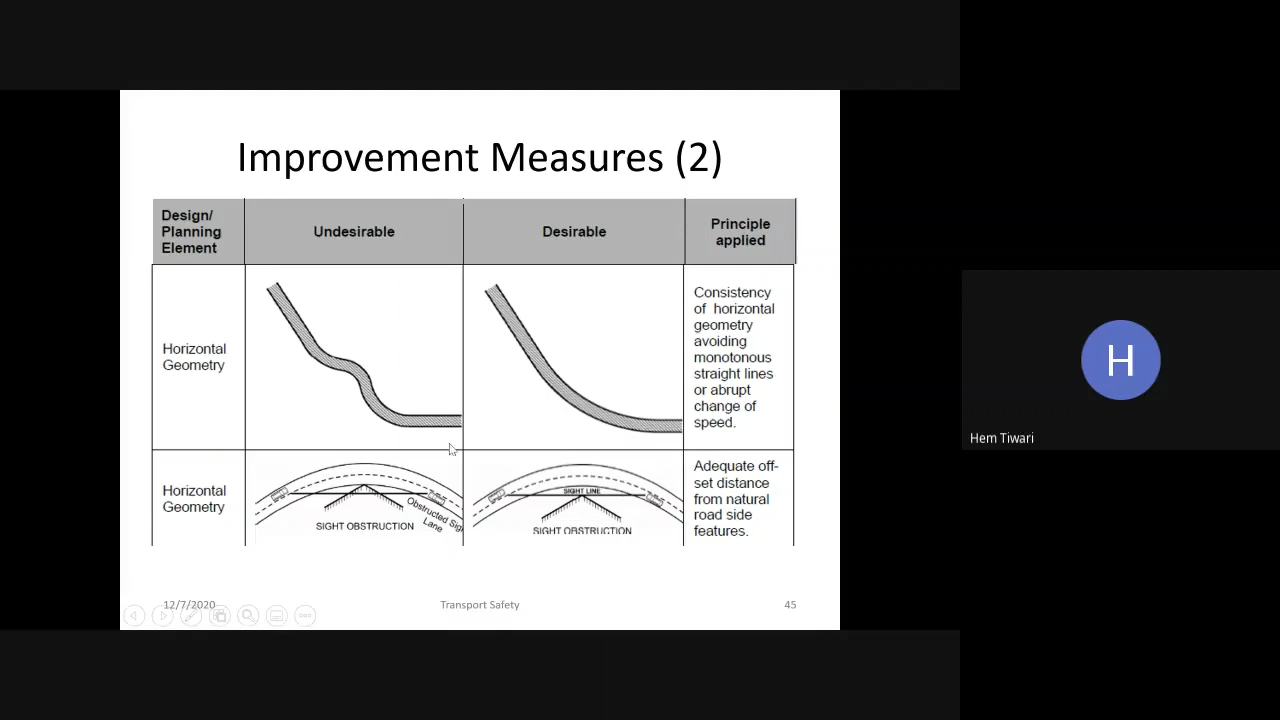 Improvement Measures (2)
Design/
Planning
Element
Undesirable
Desirable
Principle
applied
Horizontal
Geometry
Consistency
of horizontal
geometry
avoiding
monotonous
straight lines
or abrupt
change of
speed.
Horizontal
Geometry
SIGHT OBSTRUCTION
Obstructed Sig
Lane
SIGHT LINE
SIGHT OBSTRUCTION
Adequate off-
set distance
from natural
road side
features.
12/7/2020
Transport Safety
45
H
Hem Tiwari